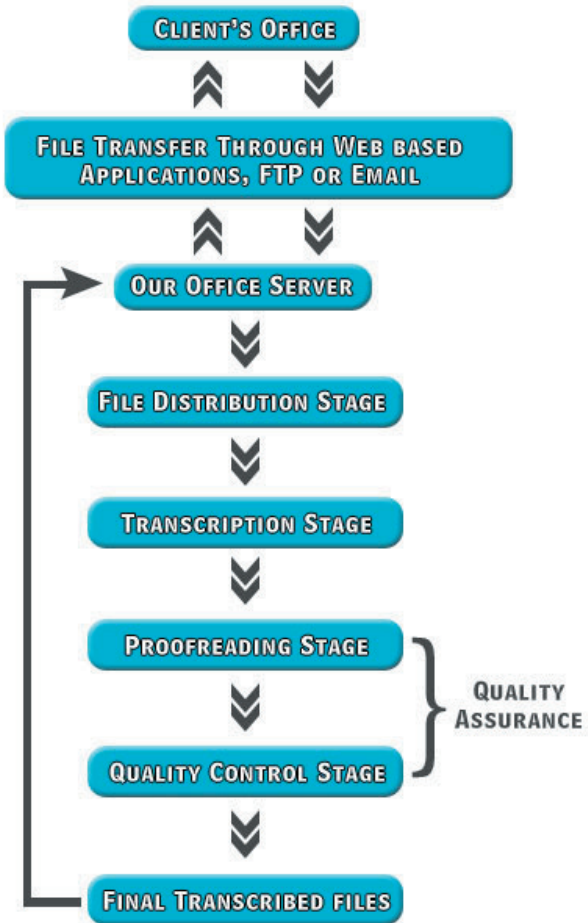 CLIENT'S OFFICE
FILE TRANSFER THROUGH WEB BASED
APPLICATIONS, FTP OR EMAIL
OUR OFFICE SERVER
FILE DISTRIBUTION STAGE
TRANSCRIPTION STAGE
PROOFREADING STAGE
QUALITY
ASSURANCE
QUALITY CONTROL STAGE
FINAL TRANSCRIBED FILES